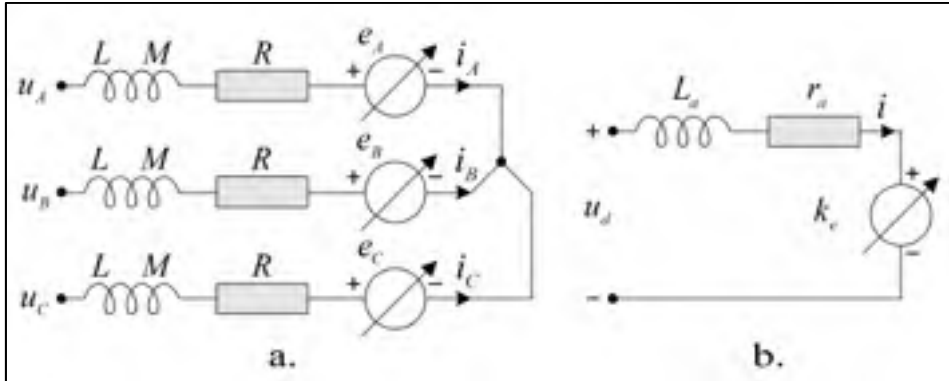 L M R e_A i_A
u_A + −
L M R e_B i_B
u_B + −
L M R e_C i_C
u_C + −
a.
L_a r_a i
+
u_d k_e + −
−
b.